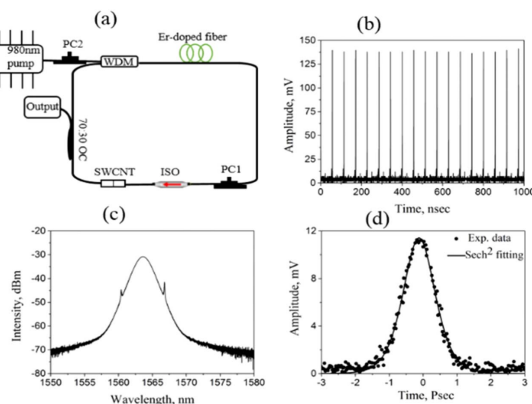 (a)
980nm
pump
PC2
WDM
Er-doped fiber
Output
70:30 OC
SWCNT
ISO
PC1
(b)
Amplitude, mV
150
125
100
75
50
25
0
0 200 400 600 800 1000
Time, nsec
(c)
Intensity, dBm
-20
-30
-40
-50
-60
-70
-80
1550 1555 1560 1565 1570 1575 1580
Wavelength, nm
(d)
Amplitude, mV
12
8
4
0
Exp. data
Sech2 fitting
-3 -2 -1 0 1 2 3
Time, Psec